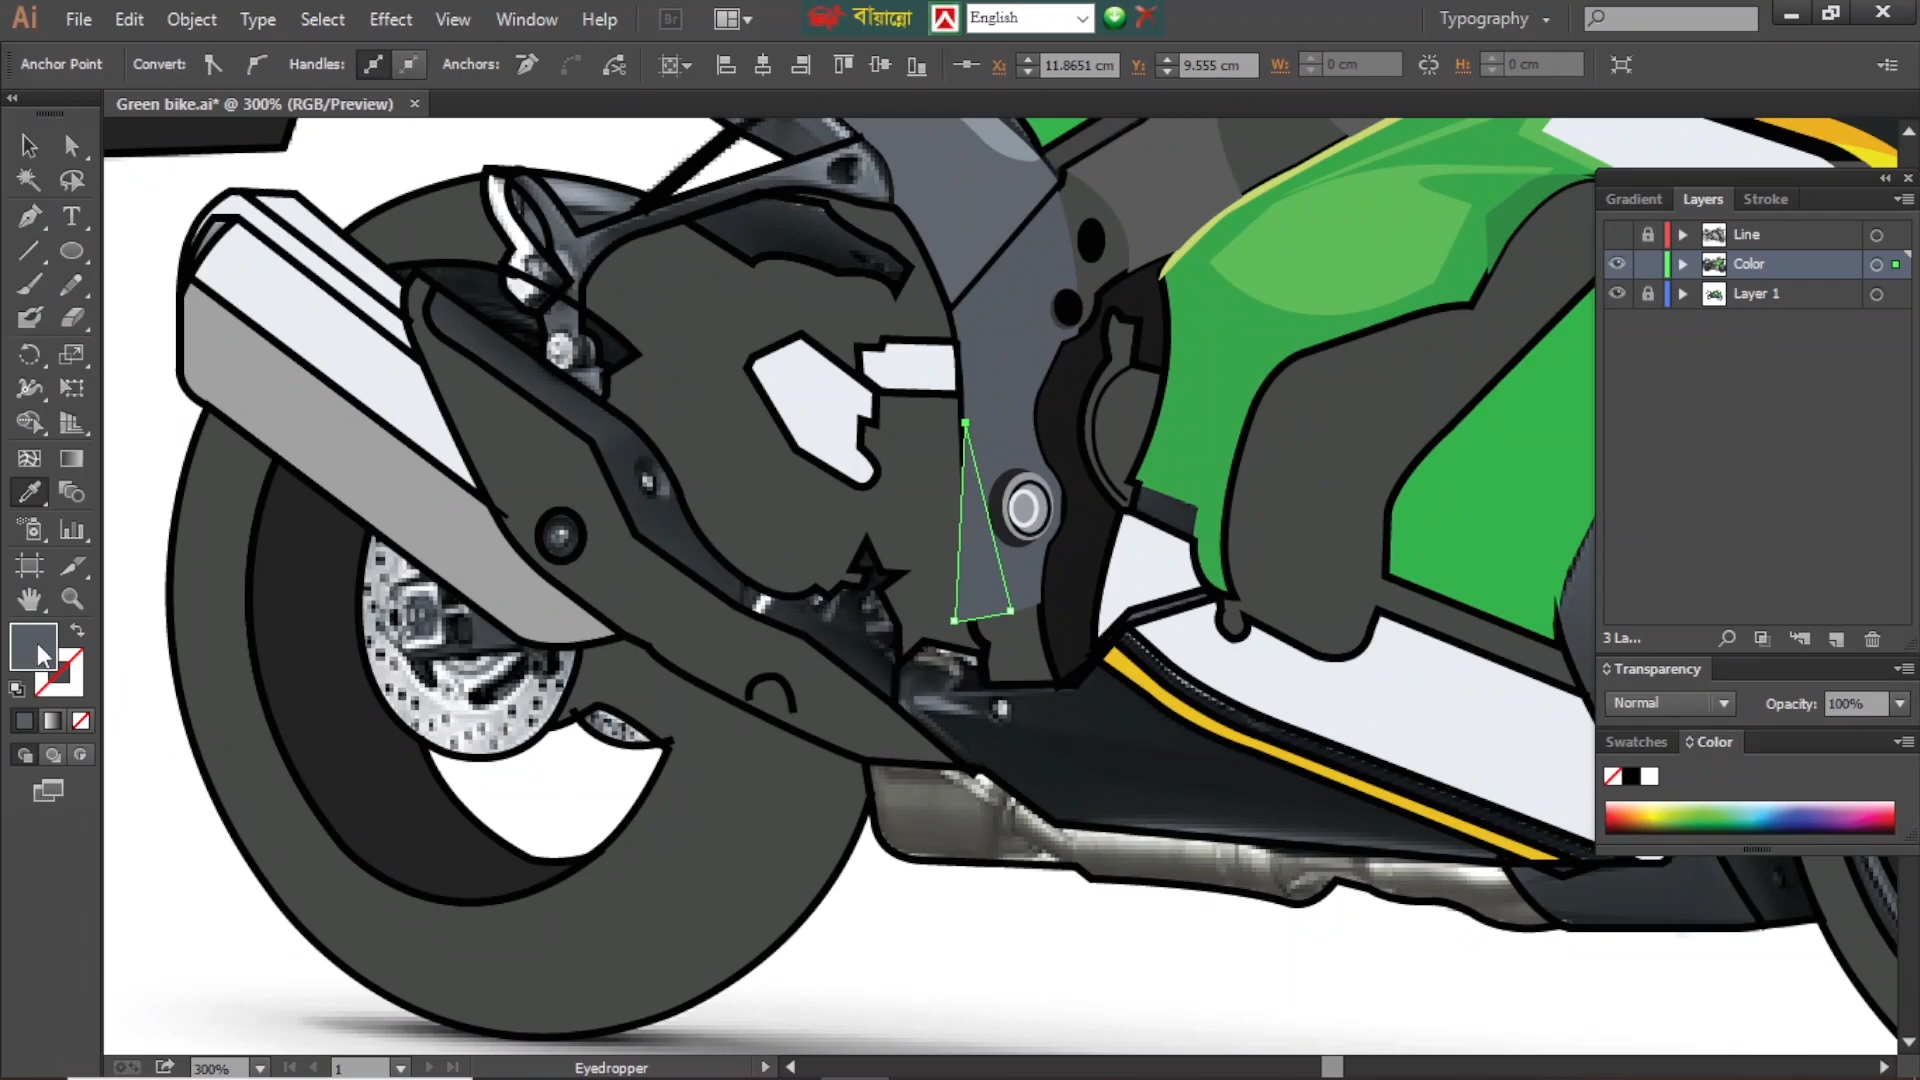 Ai File Edit Object Type Select Effect View Window Help Br বায়ান্নো English Typography
Anchor Point Convert: Handles: Anchors: X: 11.8651 cm Y: 9.555 cm W: 0 cm H: 0 cm
Green bike.ai* @ 300% (RGB/Preview)
Gradient Layers Stroke
Line
Color
Layer 1
3 La...
Transparency
Normal Opacity: 100%
Swatches Color
300% 1 Eyedropper